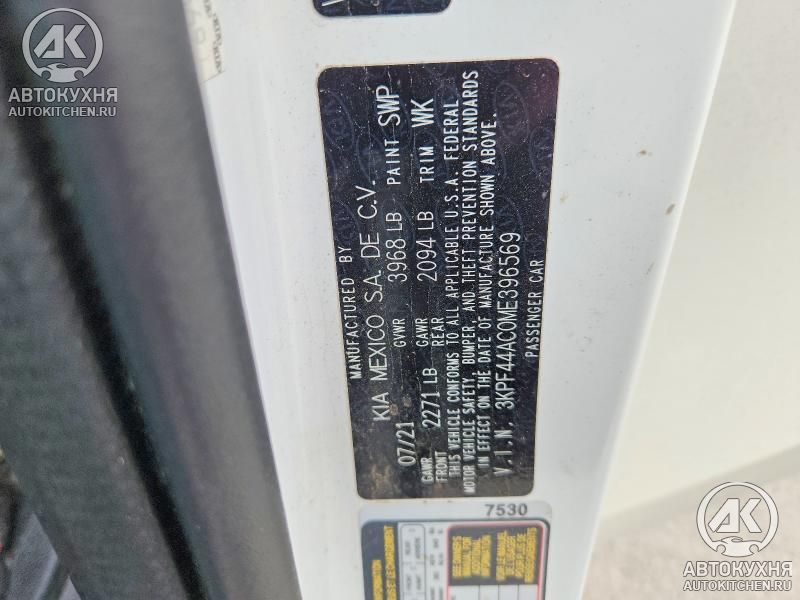 АВТОКУХНЯ
AUTOKITCHEN.RU
MANUFACTURED BY
KIA MEXICO S.A. DE C.V.
07/21 GVWR 3968 LB PAINT SWP
GAWR FRONT 2271 LB GAWR REAR 2094 LB TRIM WK
THIS VEHICLE CONFORMS TO ALL APPLICABLE U.S.A. FEDERAL
MOTOR VEHICLE SAFETY, BUMPER, AND THEFT PREVENTION STANDARDS
IN EFFECT ON THE DATE OF MANUFACTURE SHOWN ABOVE.
V.I.N. 3KPF44AC0ME396569
PASSENGER CAR
7530
АВТОКУХНЯ
AUTOKITCHEN.RU